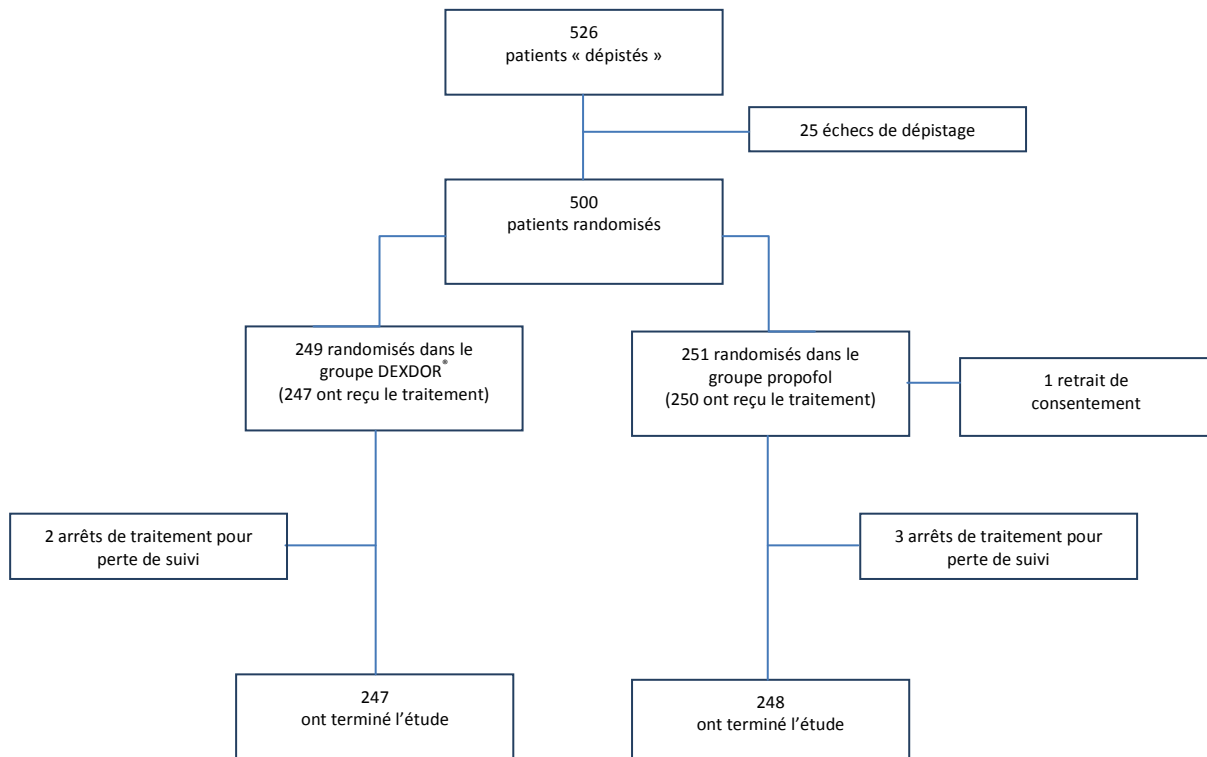 526
patients « dépistés »
25 échecs de dépistage
500
patients randomisés
249 randomisés dans le
groupe DEXDOR®
(247 ont reçu le traitement)
251 randomisés dans le
groupe propofol
(250 ont reçu le traitement)
1 retrait de
consentement
2 arrêts de traitement pour
perte de suivi
3 arrêts de traitement pour
perte de suivi
247
ont terminé l’étude
248
ont terminé l’étude